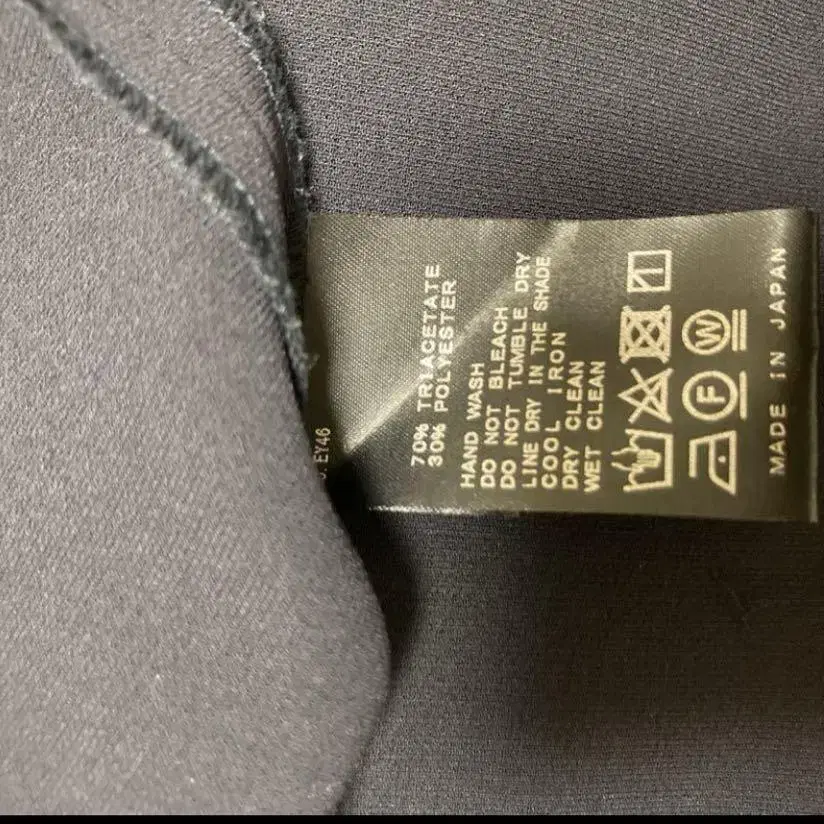 70% TRIACETATE
30% POLYESTER
HAND WASH
DO NOT BLEACH
DO NOT TUMBLE DRY
LINE DRY IN THE SHADE
COOL IRON
DRY CLEAN
WET CLEAN
F W
MADE IN JAPAN
EY46